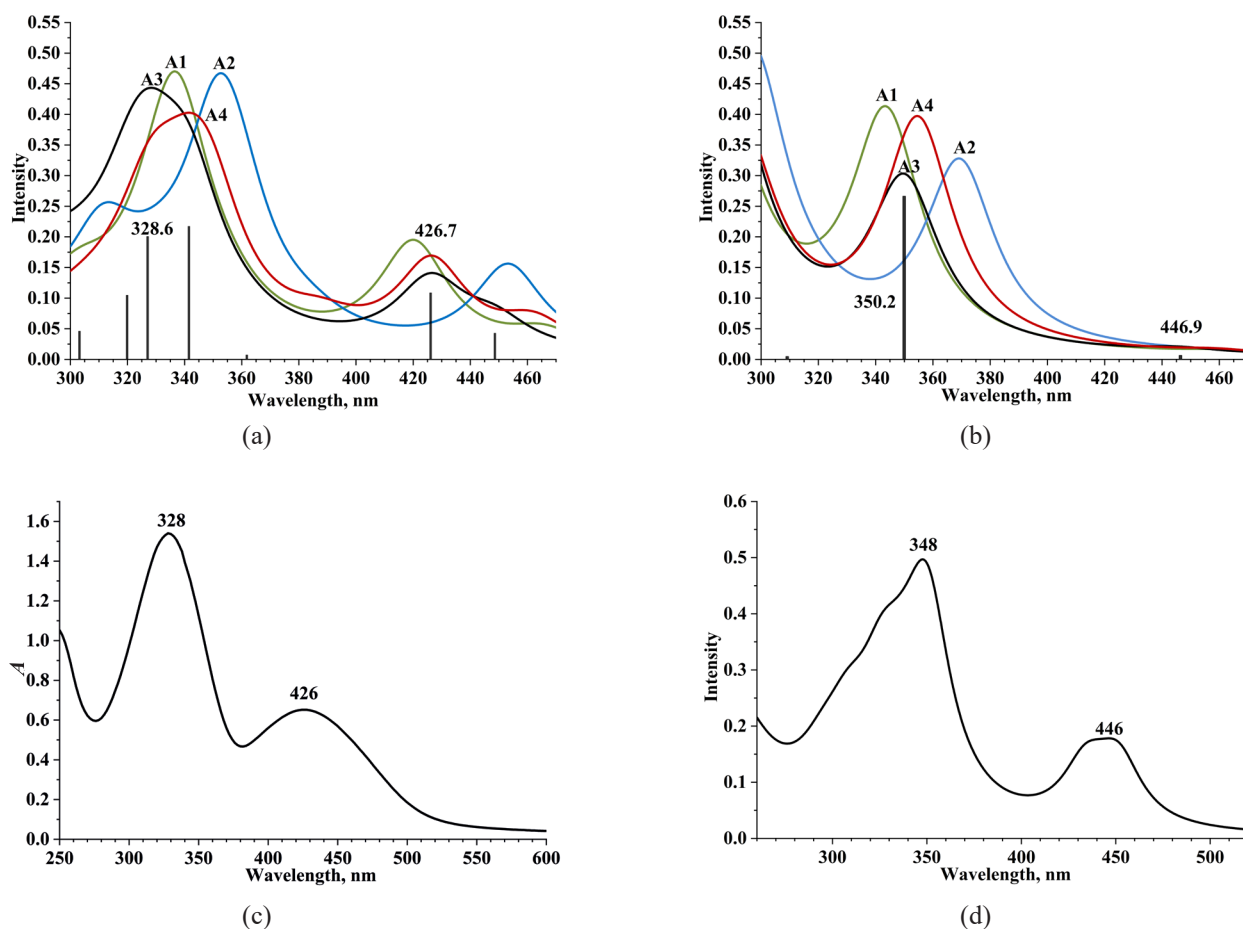 0.55
0.50
0.45
0.40
0.35
0.30
0.25
0.20
0.15
0.10
0.05
0.00
Intensity
A3
A1
A2
A4
328.6
426.7
300 320 340 360 380 400 420 440 460
Wavelength, nm
(a)
0.55
0.50
0.45
0.40
0.35
0.30
0.25
0.20
0.15
0.10
0.05
0.00
Intensity
A1
A4
A3
A2
350.2
446.9
300 320 340 360 380 400 420 440 460
Wavelength, nm
(b)
1.6
1.4
1.2
1.0
0.8
0.6
0.4
0.2
0.0
A
328
426
250 300 350 400 450 500 550 600
Wavelength, nm
(c)
0.6
0.5
0.4
0.3
0.2
0.1
0.0
Intensity
348
446
300 350 400 450 500
Wavelength, nm
(d)